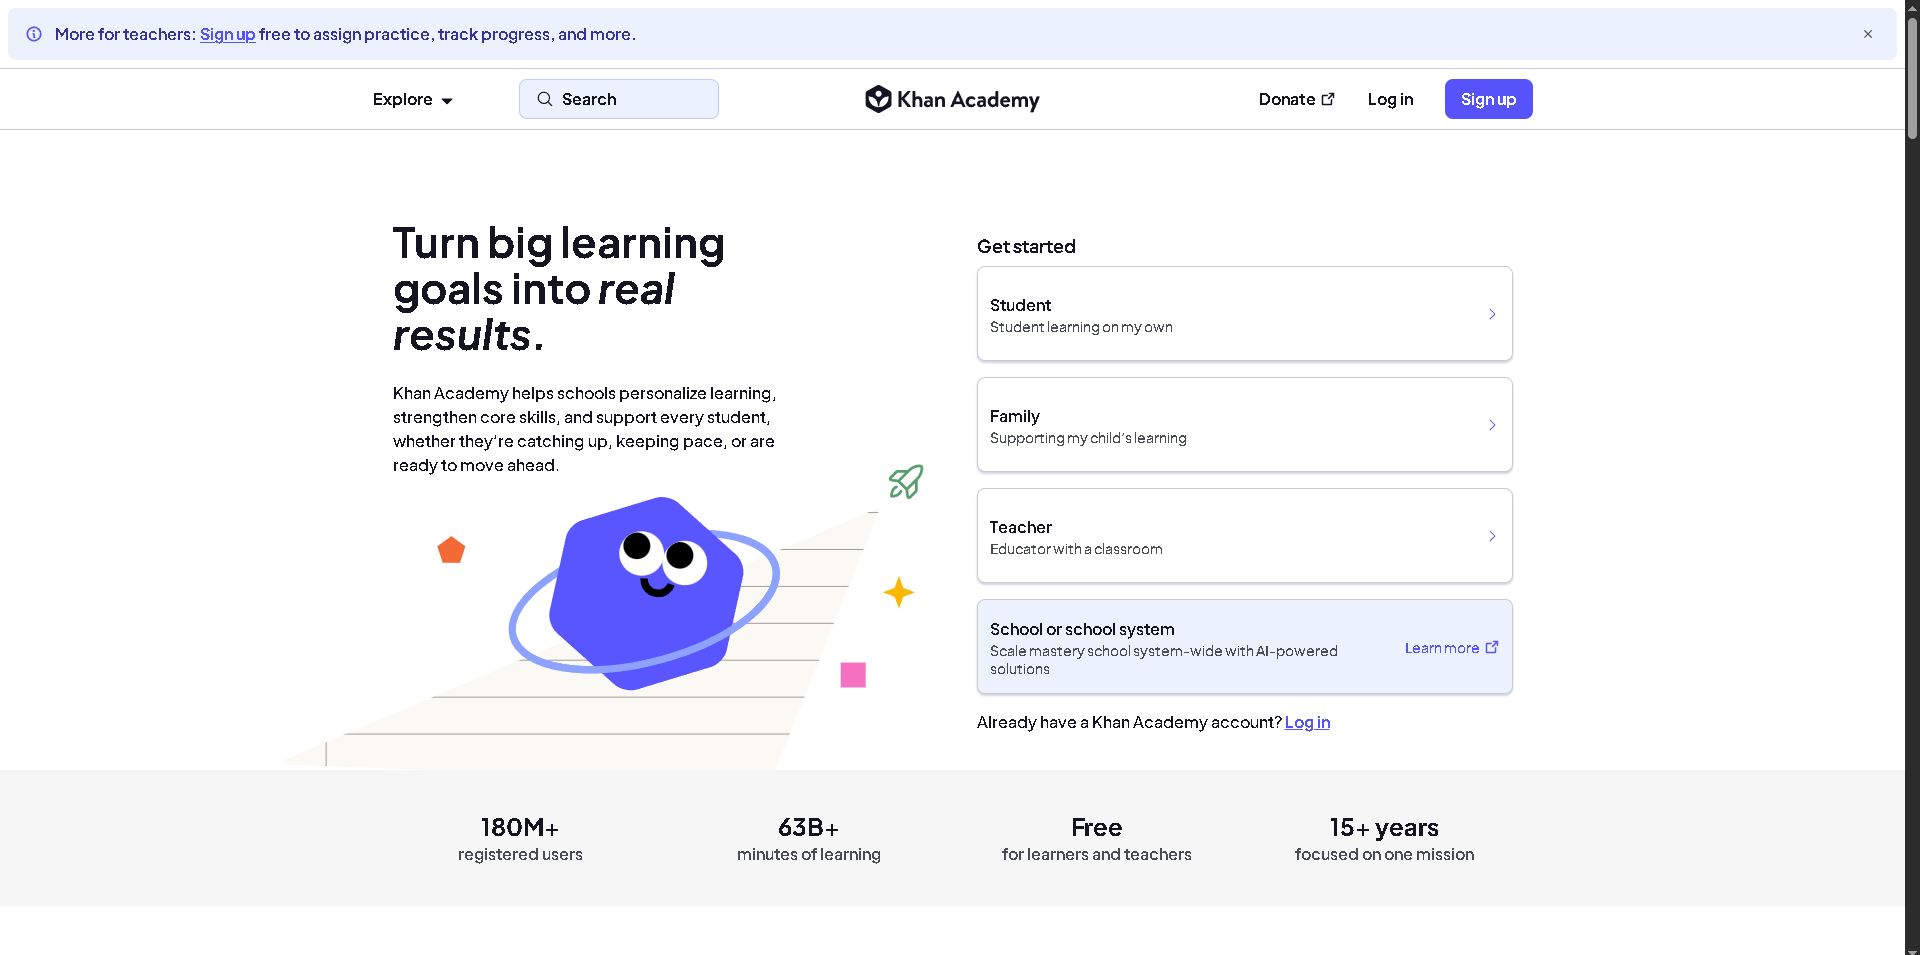 More for teachers: Sign up free to assign practice, track progress, and more.
Explore
Search
Khan Academy
Donate
Log in
Sign up
Turn big learning
goals into real
results.
Khan Academy helps schools personalize learning,
strengthen core skills, and support every student,
whether they're catching up, keeping pace, or are
ready to move ahead.
Get started
Student
Student learning on my own
Family
Supporting my child's learning
Teacher
Educator with a classroom
School or school system
Scale mastery school system-wide with AI-powered
solutions
Learn more
Already have a Khan Academy account? Log in
180M+
registered users
63B+
minutes of learning
Free
for learners and teachers
15+ years
focused on one mission